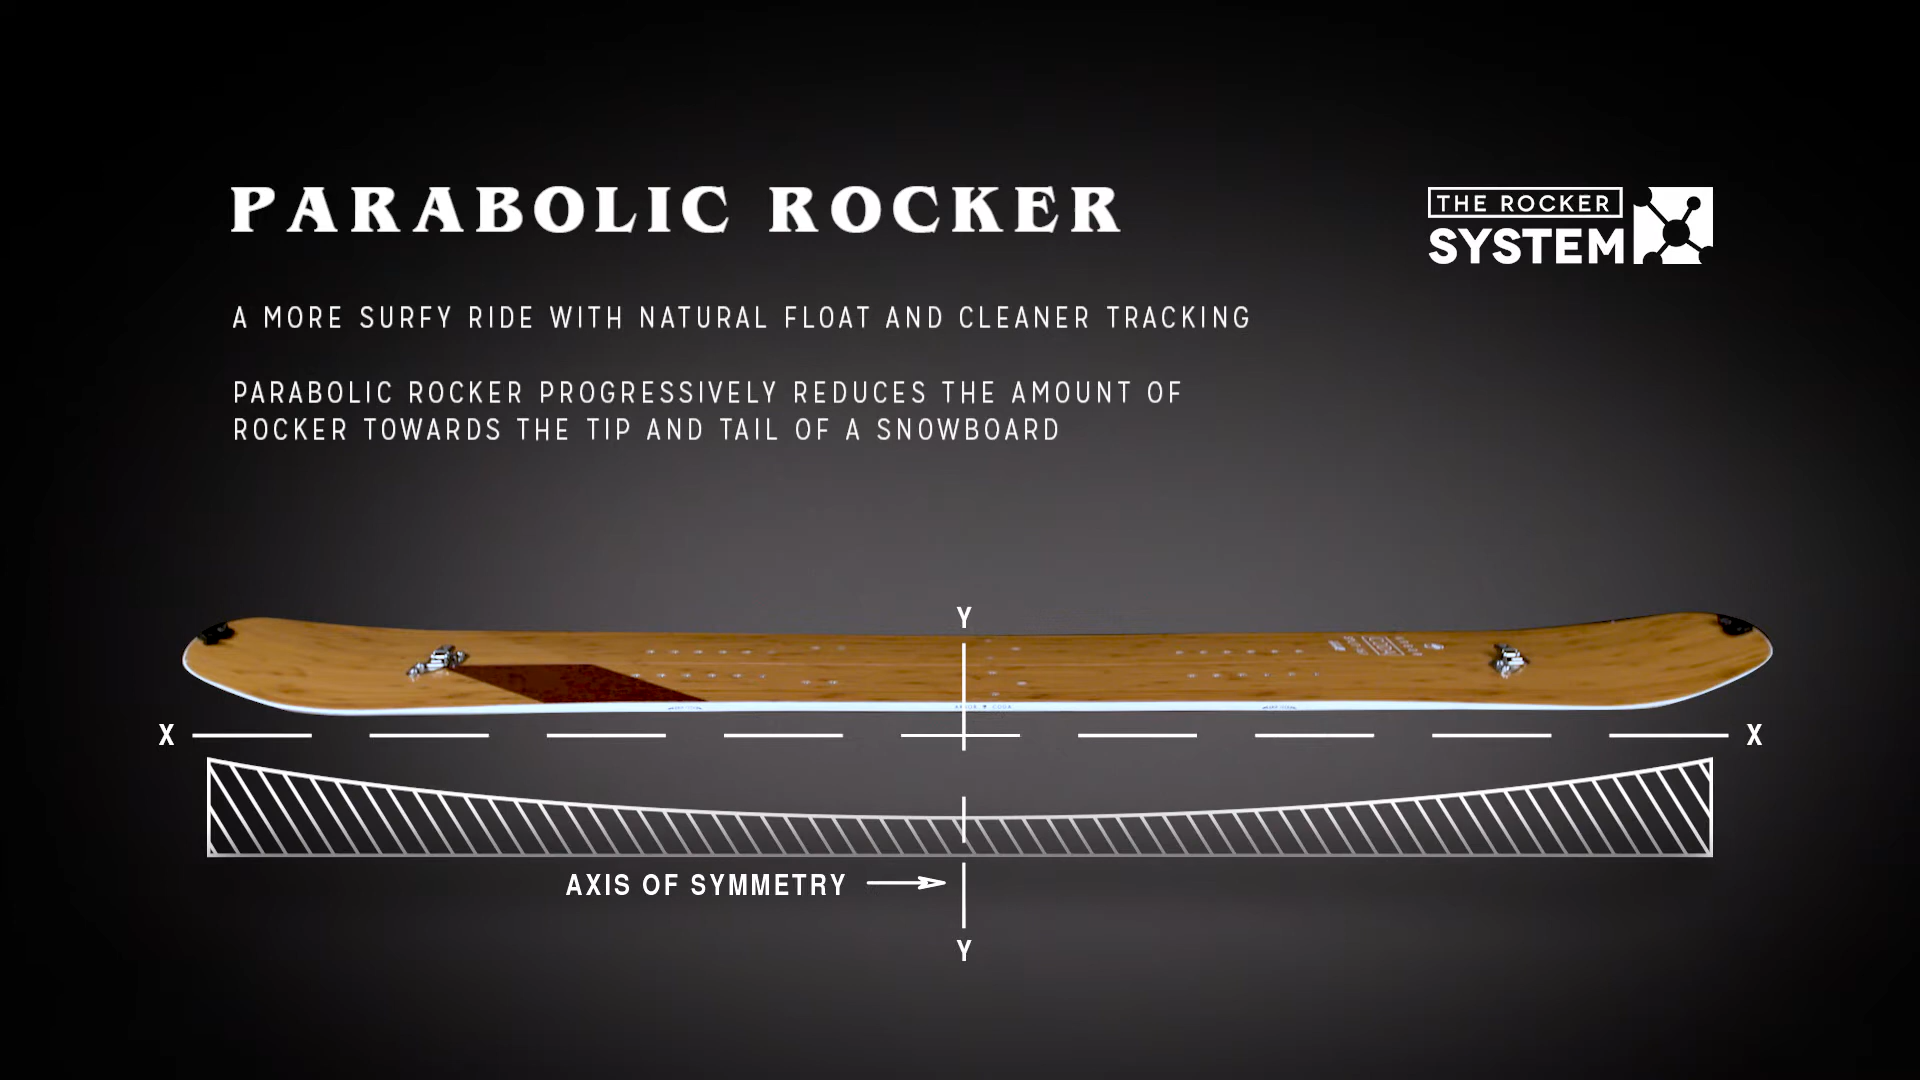 PARABOLIC ROCKER
THE ROCKER
SYSTEM
A MORE SURFY RIDE WITH NATURAL FLOAT AND CLEANER TRACKING
PARABOLIC ROCKER PROGRESSIVELY REDUCES THE AMOUNT OF
ROCKER TOWARDS THE TIP AND TAIL OF A SNOWBOARD
Y
X
X
AXIS OF SYMMETRY
Y